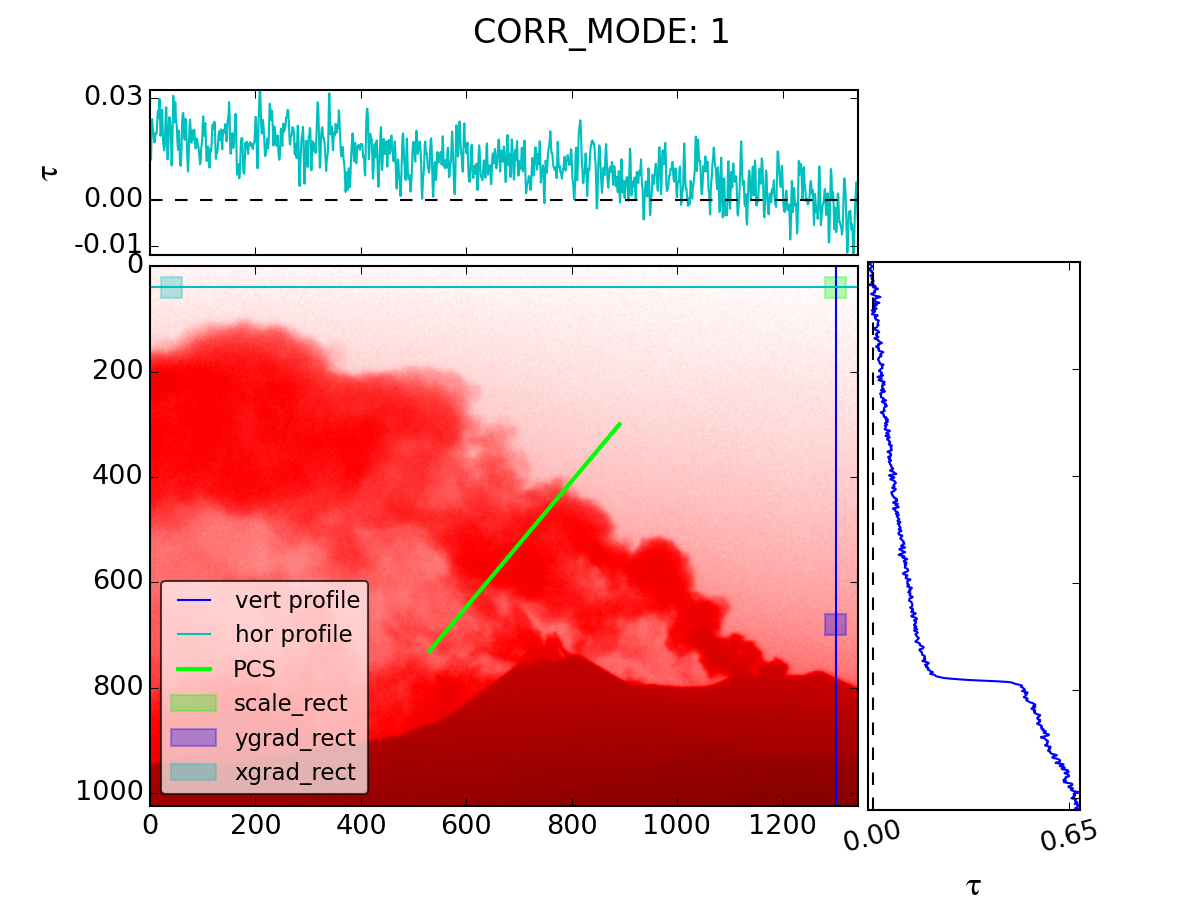 CORR_MODE: 1
0.03
0.00
-0.01
τ
0
200
400
600
800
1000
vert profile
hor profile
PCS
scale_rect
ygrad_rect
xgrad_rect
0 200 400 600 800 1000 1200
0.00 0.65
τ